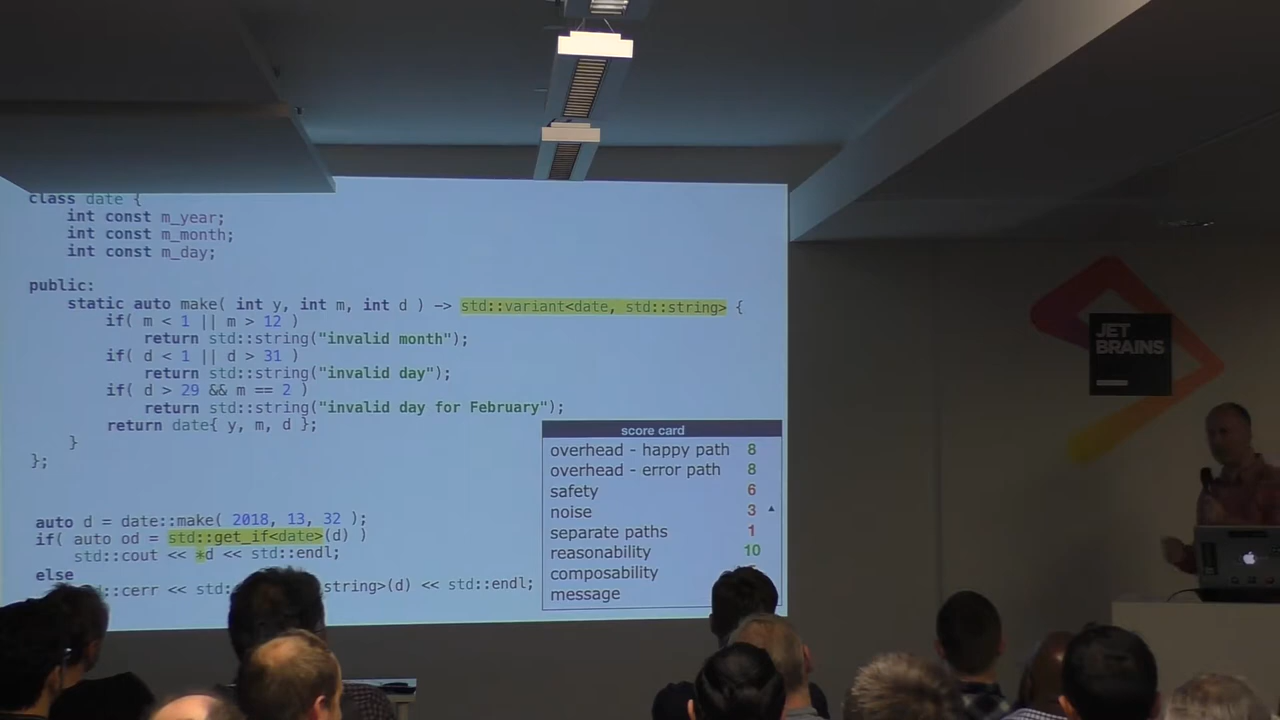 class date {
int const m_year;
int const m_month;
int const m_day;
public:
static auto make( int y, int m, int d ) -> std::variant<date, std::string> {
if( m < 1 || m > 12 )
return std::string("invalid month");
if( d < 1 || d > 31 )
return std::string("invalid day");
if( d > 29 && m == 2 )
return std::string("invalid day for February");
return date{ y, m, d };
}
};
auto d = date::make( 2018, 13, 32 );
if( auto od = std::get_if<date>(d) )
std::cout << *d << std::endl;
else
::cerr << std: string>(d) << std::endl;
score card
overhead - happy path 8
overhead - error path 8
safety 6
noise 3
separate paths 1
reasonability 10
composability
message
JET
BRAINS